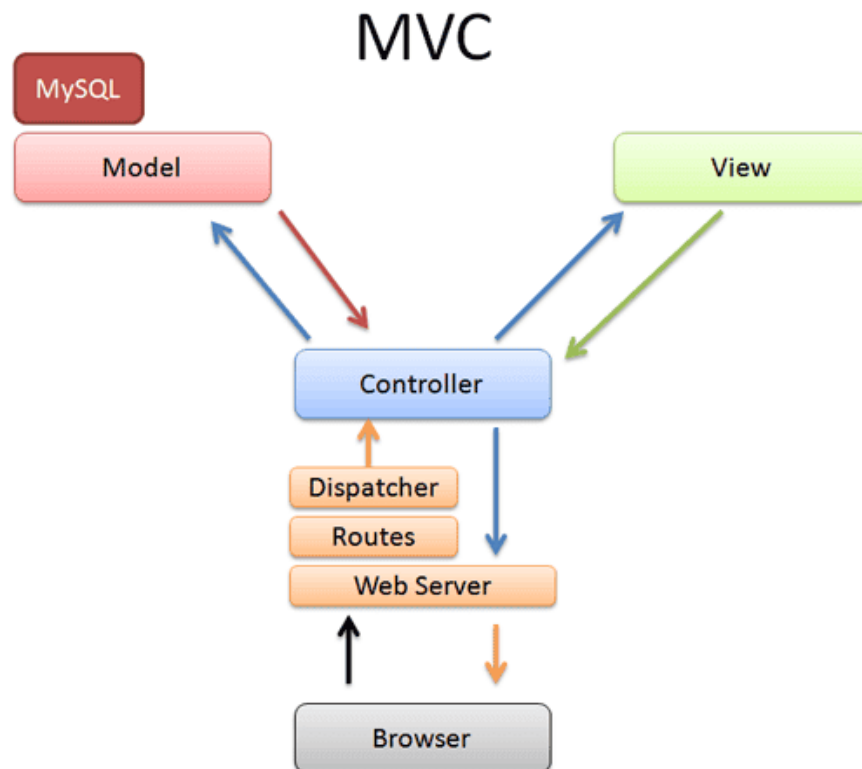 MVC
MySQL
Model
View
Controller
Dispatcher
Routes
Web Server
Browser